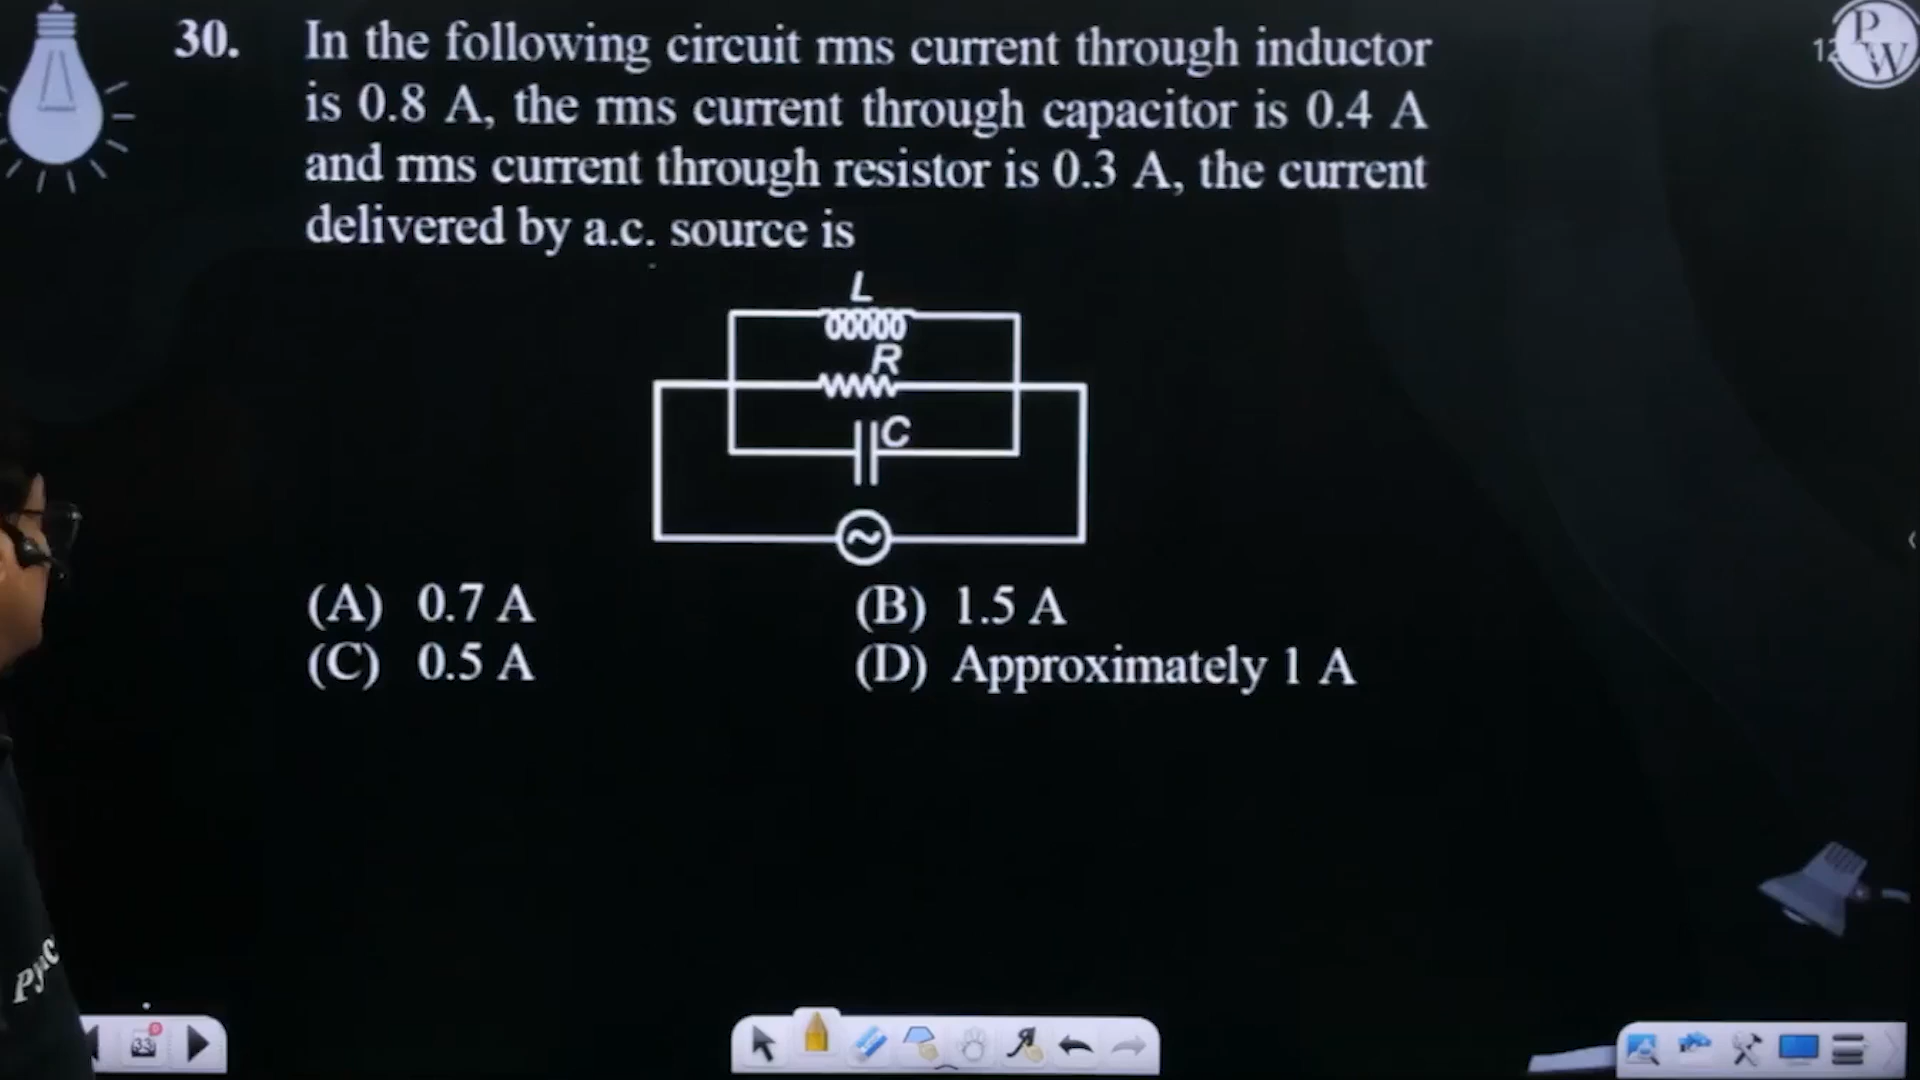 30. In the following circuit rms current through inductor
is 0.8 A, the rms current through capacitor is 0.4 A
and rms current through resistor is 0.3 A, the current
delivered by a.c. source is
L
R
C
(A) 0.7 A (B) 1.5 A
(C) 0.5 A (D) Approximately 1 A
PW
33